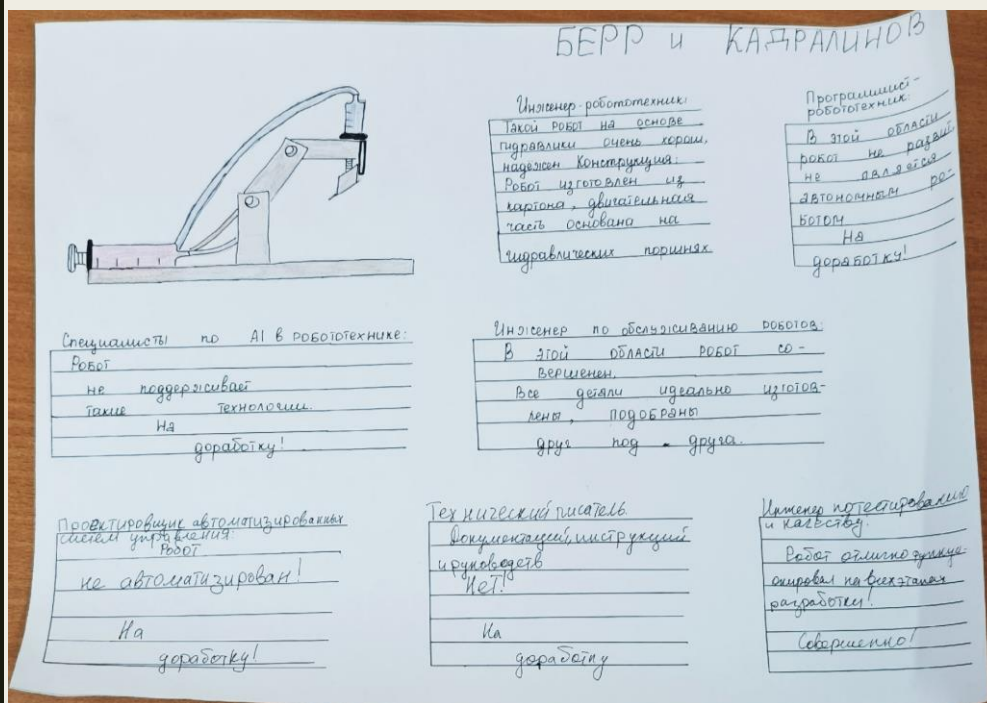 БЕРР и КАДРАЛИНОВ
Инженер-робототехник:
Такой робот на основе
гидравлики очень хорош,
надежен Конструкция:
Робот изготовлен из
картона, двигательная
часть основана на
гидравлических поршнях
Программист-
робототехник:
В этой области
робот не развит
не является
автономным ро-
ботом
На
доработку!
Специалисты по AI в робототехнике:
Робот
не поддерживает
такие технологии.
На
доработку!
Инженер по обслуживанию роботов:
В этой области робот со-
вершенен.
Все детали идеально изготов-
лены, подобраны
друг под - друга.
Проектировщик автоматизированных
систем управления:
Робот
не автоматизирован!
На
доработку!
Технический писатель
Документаций, инструкций
и руководств
Нет!
На
доработку
Инженер по тестированию
и качеству.
Робот отлично функци-
онировал на всех этапах
разработки!
Совершенно!